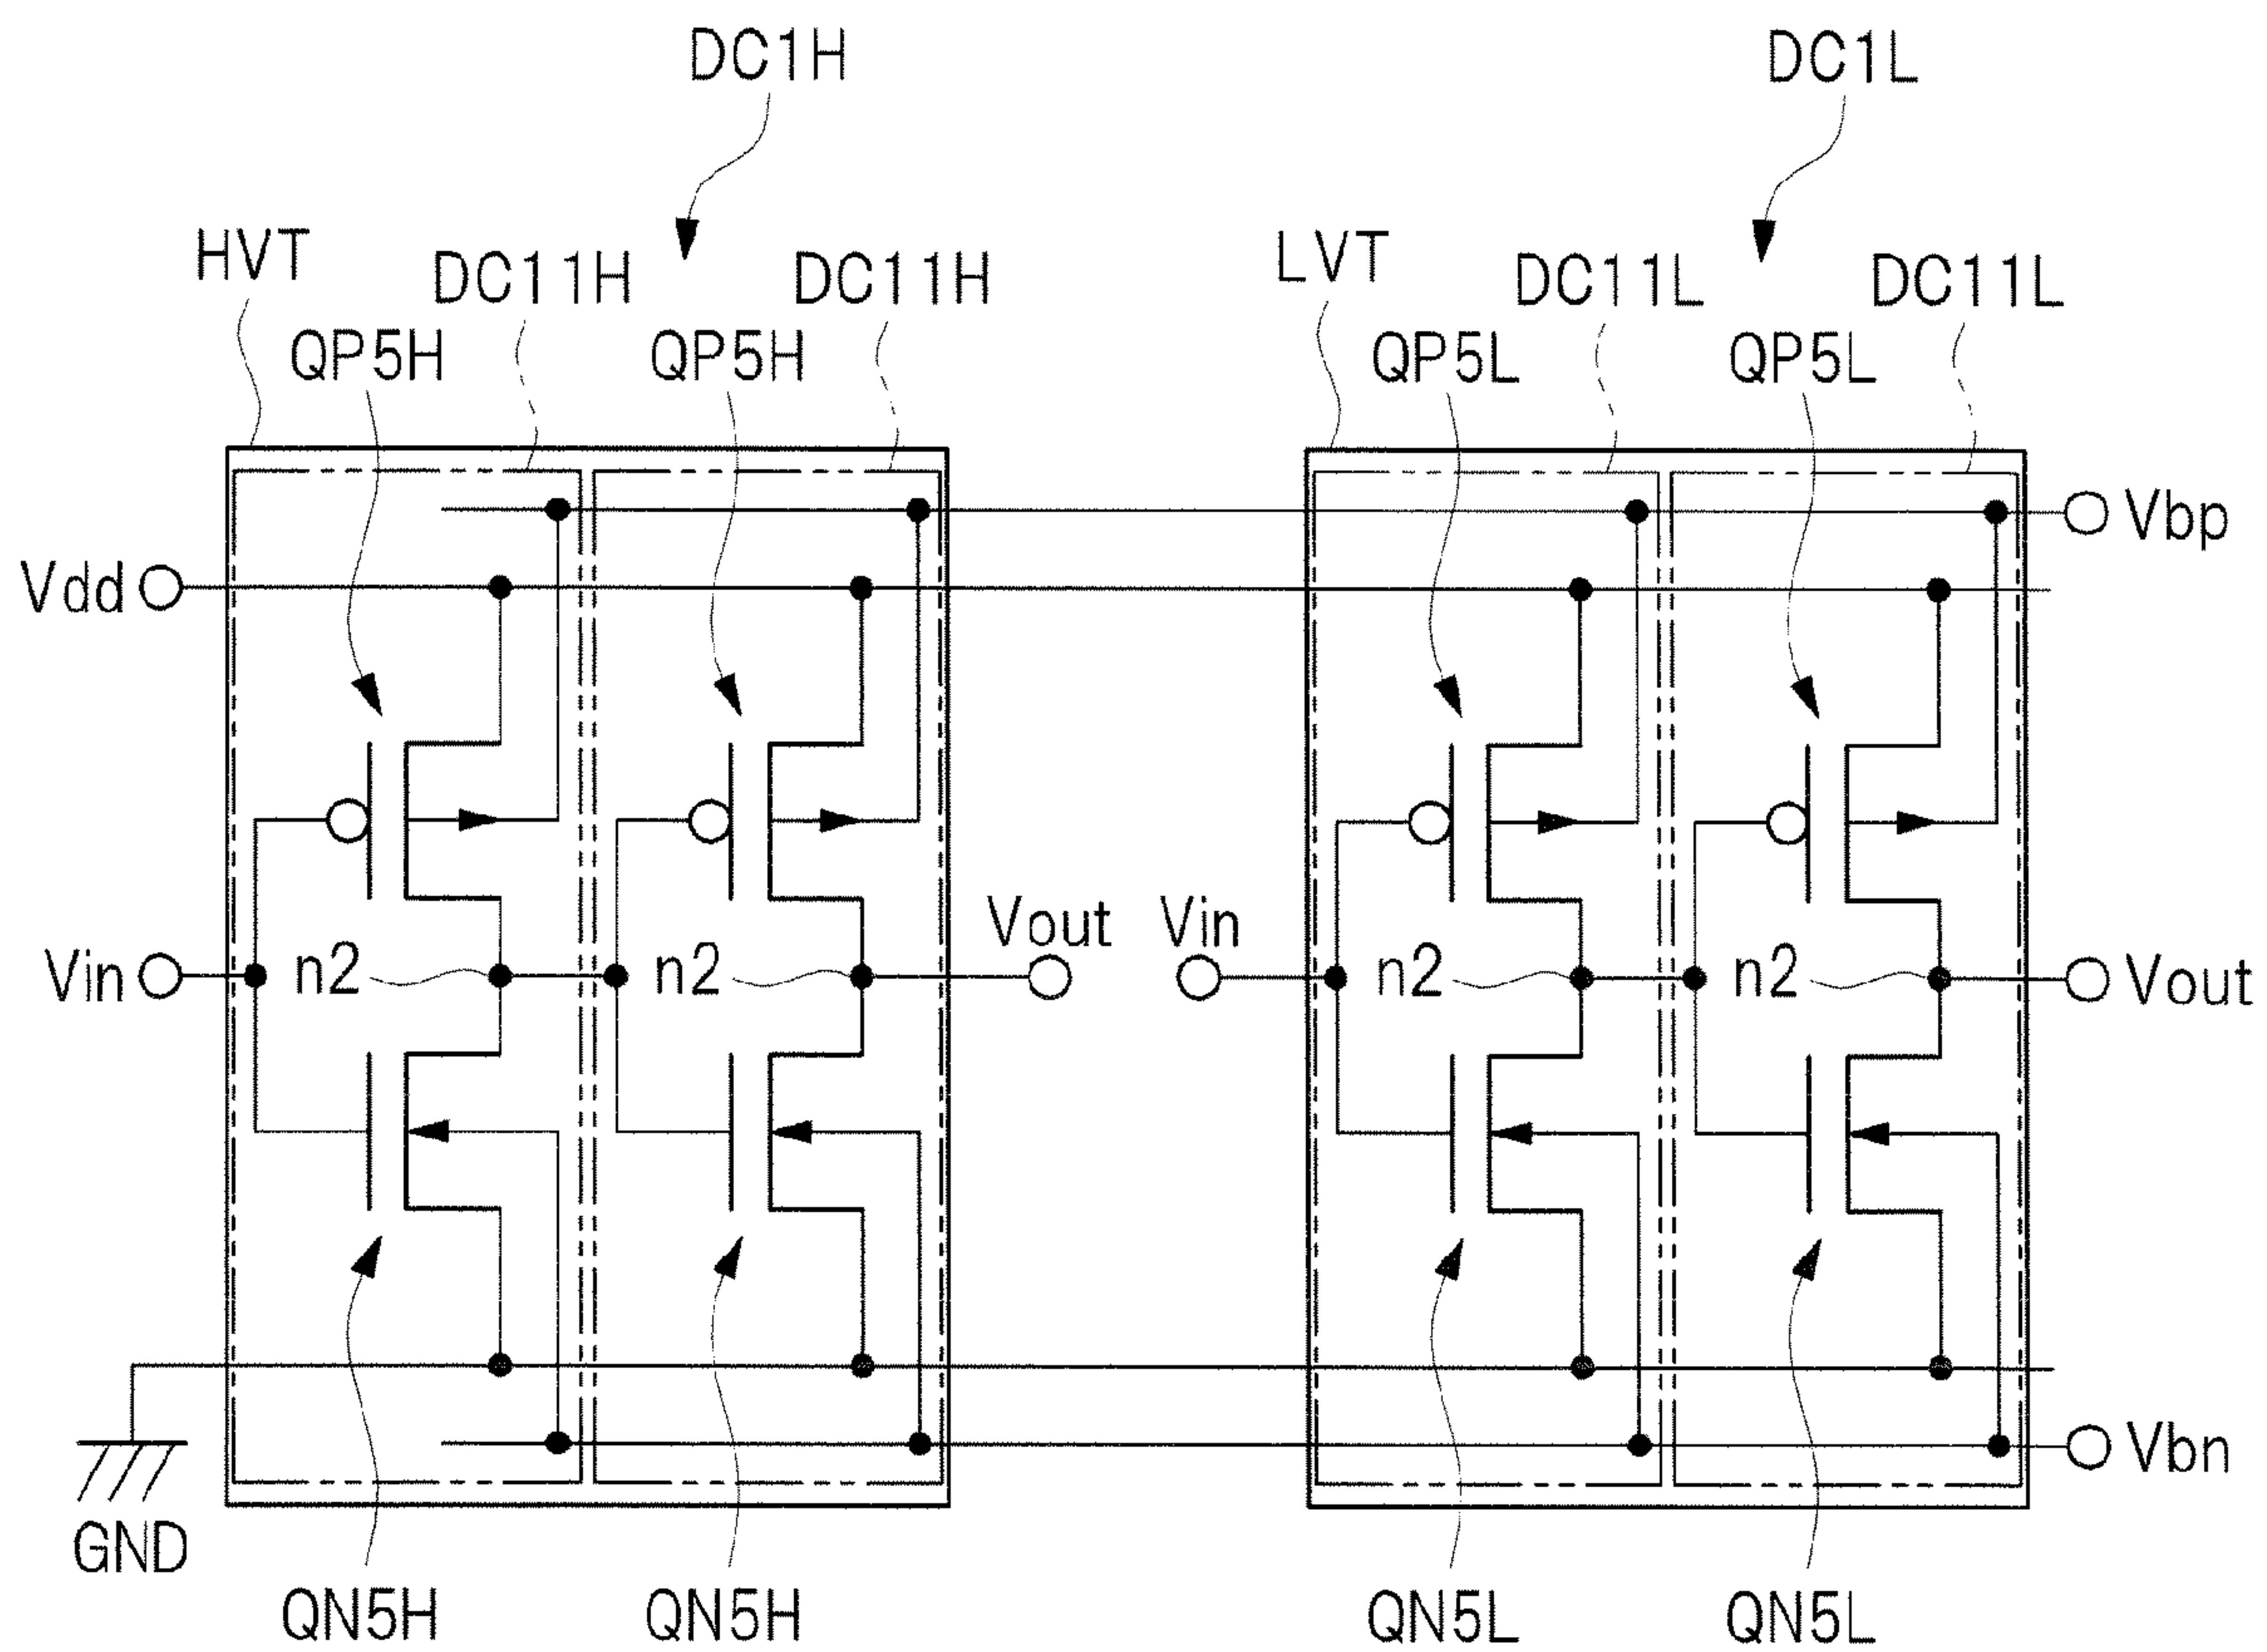 DC1H
DC1L
HVT
DC11H
DC11H
LVT
DC11L
DC11L
QP5H
QP5H
QP5L
QP5L
Vbp
Vdd
Vin
n2
n2
Vout
Vin
n2
n2
Vout
Vbn
GND
QN5H
QN5H
QN5L
QN5L